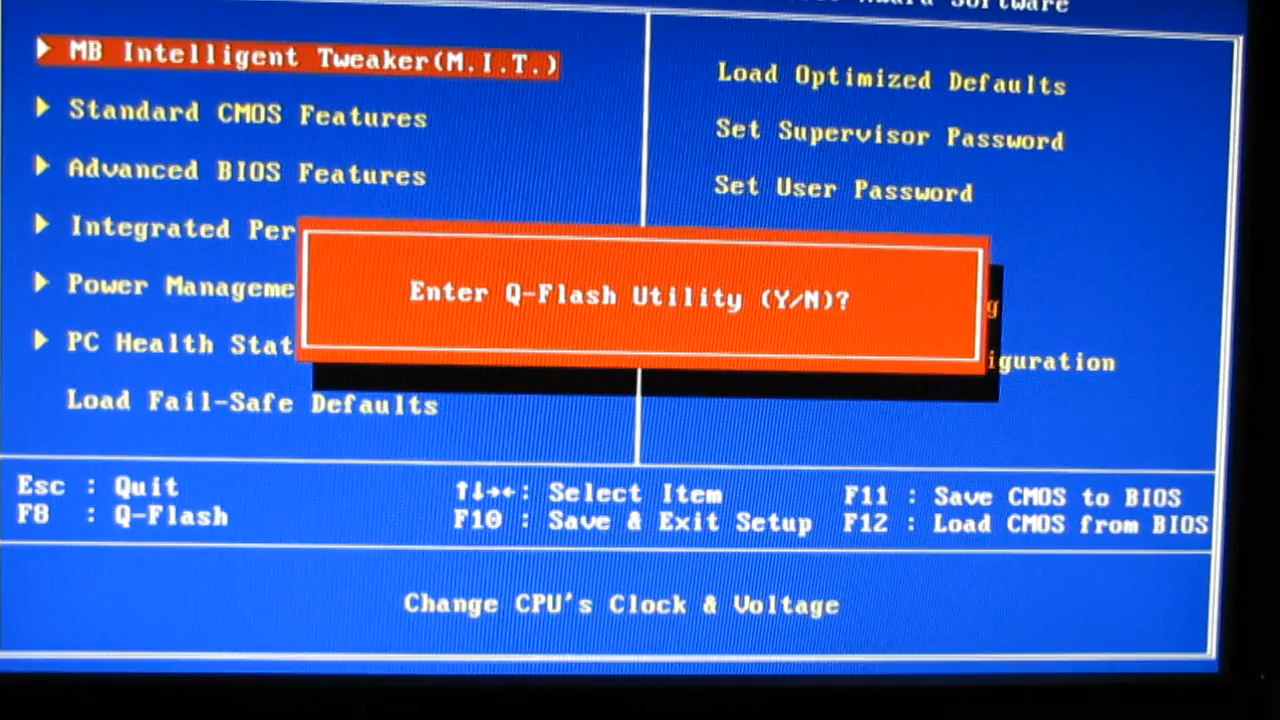 Award Software
MB Intelligent Tweaker(M.I.T.)
Standard CMOS Features
Advanced BIOS Features
Integrated Per
Power Manageme
PC Health Stat
Load Fail-Safe Defaults
Load Optimized Defaults
Set Supervisor Password
Set User Password
g
iguration
Enter Q-Flash Utility (Y/N)?
Esc : Quit
F8 : Q-Flash
↑↓→←: Select Item
F10 : Save & Exit Setup
F11 : Save CMOS to BIOS
F12 : Load CMOS from BIOS
Change CPU's Clock & Voltage